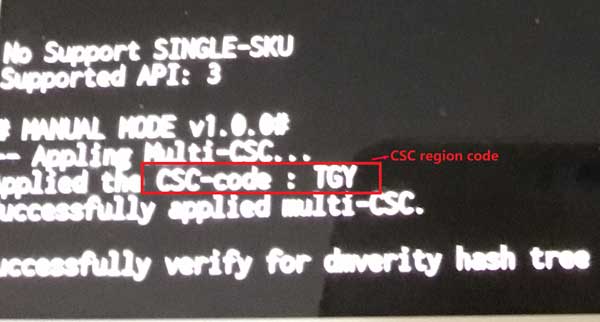 No Support SINGLE-SKU
Supported API: 3
# MANUAL MODE v1.0.0#
-- Appling Multi-CSC...
CSC region code
applied the CSC-code : TGY
uccessfully applied multi-CSC.
uccessfully verify for dmverity hash tree